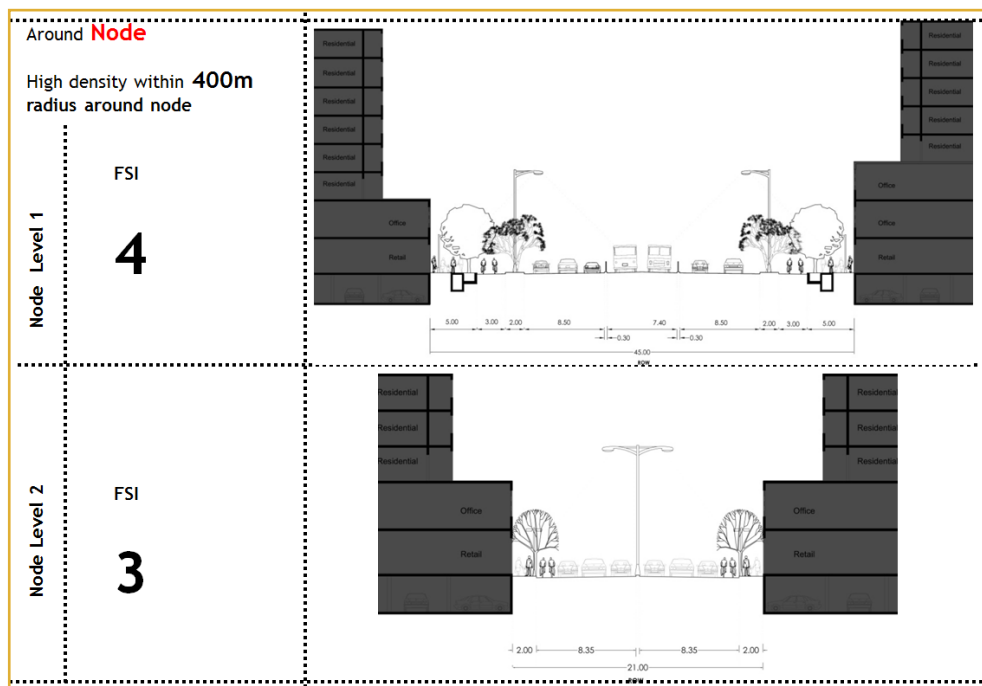 Around Node
High density within 400m
radius around node
Node Level 1
FSI
4
Residential
Residential
Residential
Residential
Residential
Residential
Office
Retail
Residential
Residential
Residential
Residential
Residential
Office
Office
Retail
5.00 3.00 2.00 8.50 7.40 8.50 2.00 3.00 5.00
0.30 0.30
45.00
ROW
Node Level 2
FSI
3
Residential
Residential
Residential
Office
Retail
Residential
Residential
Residential
Office
Retail
2.00 8.35 8.35 2.00
21.00
ROW